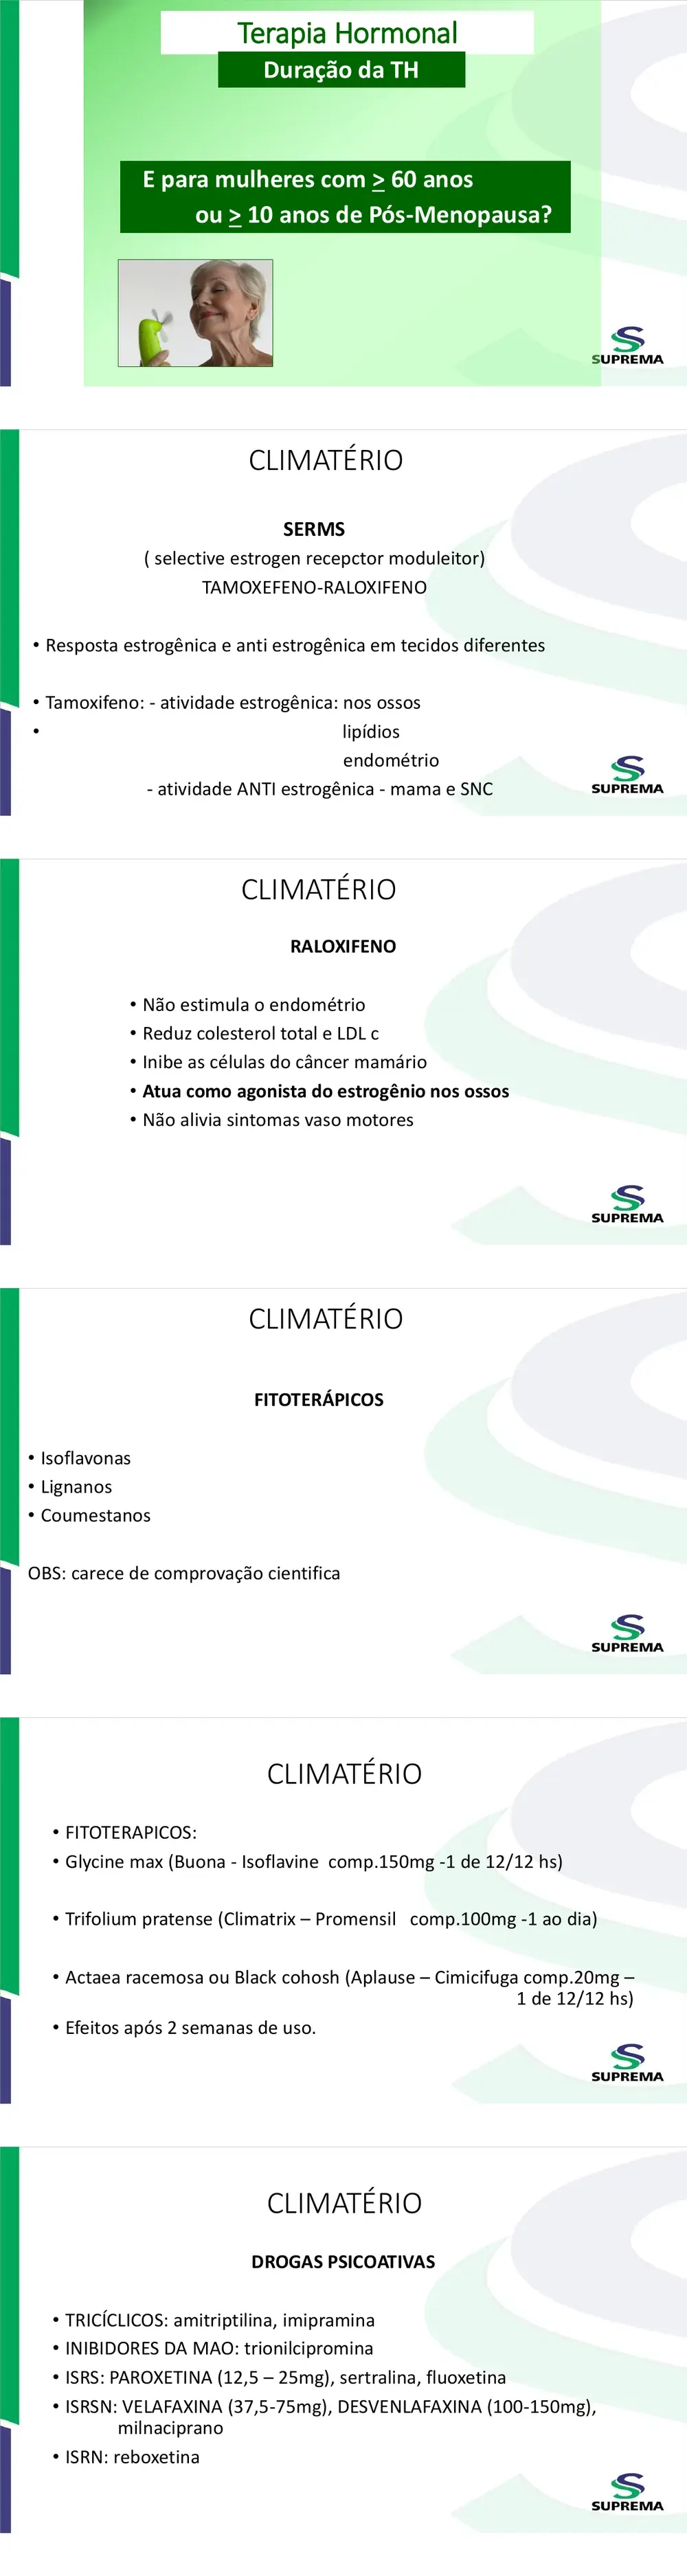 Terapia Hormonal
Duração da TH
E para mulheres com > 60 anos
ou > 10 anos de Pós-Menopausa?
SUPREMA
CLIMATÉRIO
SERMS
( selective estrogen recepctor moduleitor)
TAMOXEFENO-RALOXIFENO
• Resposta estrogênica e anti estrogênica em tecidos diferentes
• Tamoxifeno: - atividade estrogênica: nos ossos
• lipídios
endométrio
- atividade ANTI estrogênica - mama e SNC
SUPREMA
CLIMATÉRIO
RALOXIFENO
• Não estimula o endométrio
• Reduz colesterol total e LDL c
• Inibe as células do câncer mamário
• Atua como agonista do estrogênio nos ossos
• Não alivia sintomas vaso motores
SUPREMA
CLIMATÉRIO
FITOTERÁPICOS
• Isoflavonas
• Lignanos
• Coumestanos
OBS: carece de comprovação cientifica
SUPREMA
CLIMATÉRIO
• FITOTERAPICOS:
• Glycine max (Buona - Isoflavine comp.150mg -1 de 12/12 hs)
• Trifolium pratense (Climatrix – Promensil comp.100mg -1 ao dia)
• Actaea racemosa ou Black cohosh (Aplause – Cimicifuga comp.20mg –
1 de 12/12 hs)
• Efeitos após 2 semanas de uso.
SUPREMA
CLIMATÉRIO
DROGAS PSICOATIVAS
• TRICÍCLICOS: amitriptilina, imipramina
• INIBIDORES DA MAO: trionilcipromina
• ISRS: PAROXETINA (12,5 – 25mg), sertralina, fluoxetina
• ISRSN: VELAFAXINA (37,5-75mg), DESVENLAFAXINA (100-150mg),
milnaciprano
• ISRN: reboxetina
SUPREMA